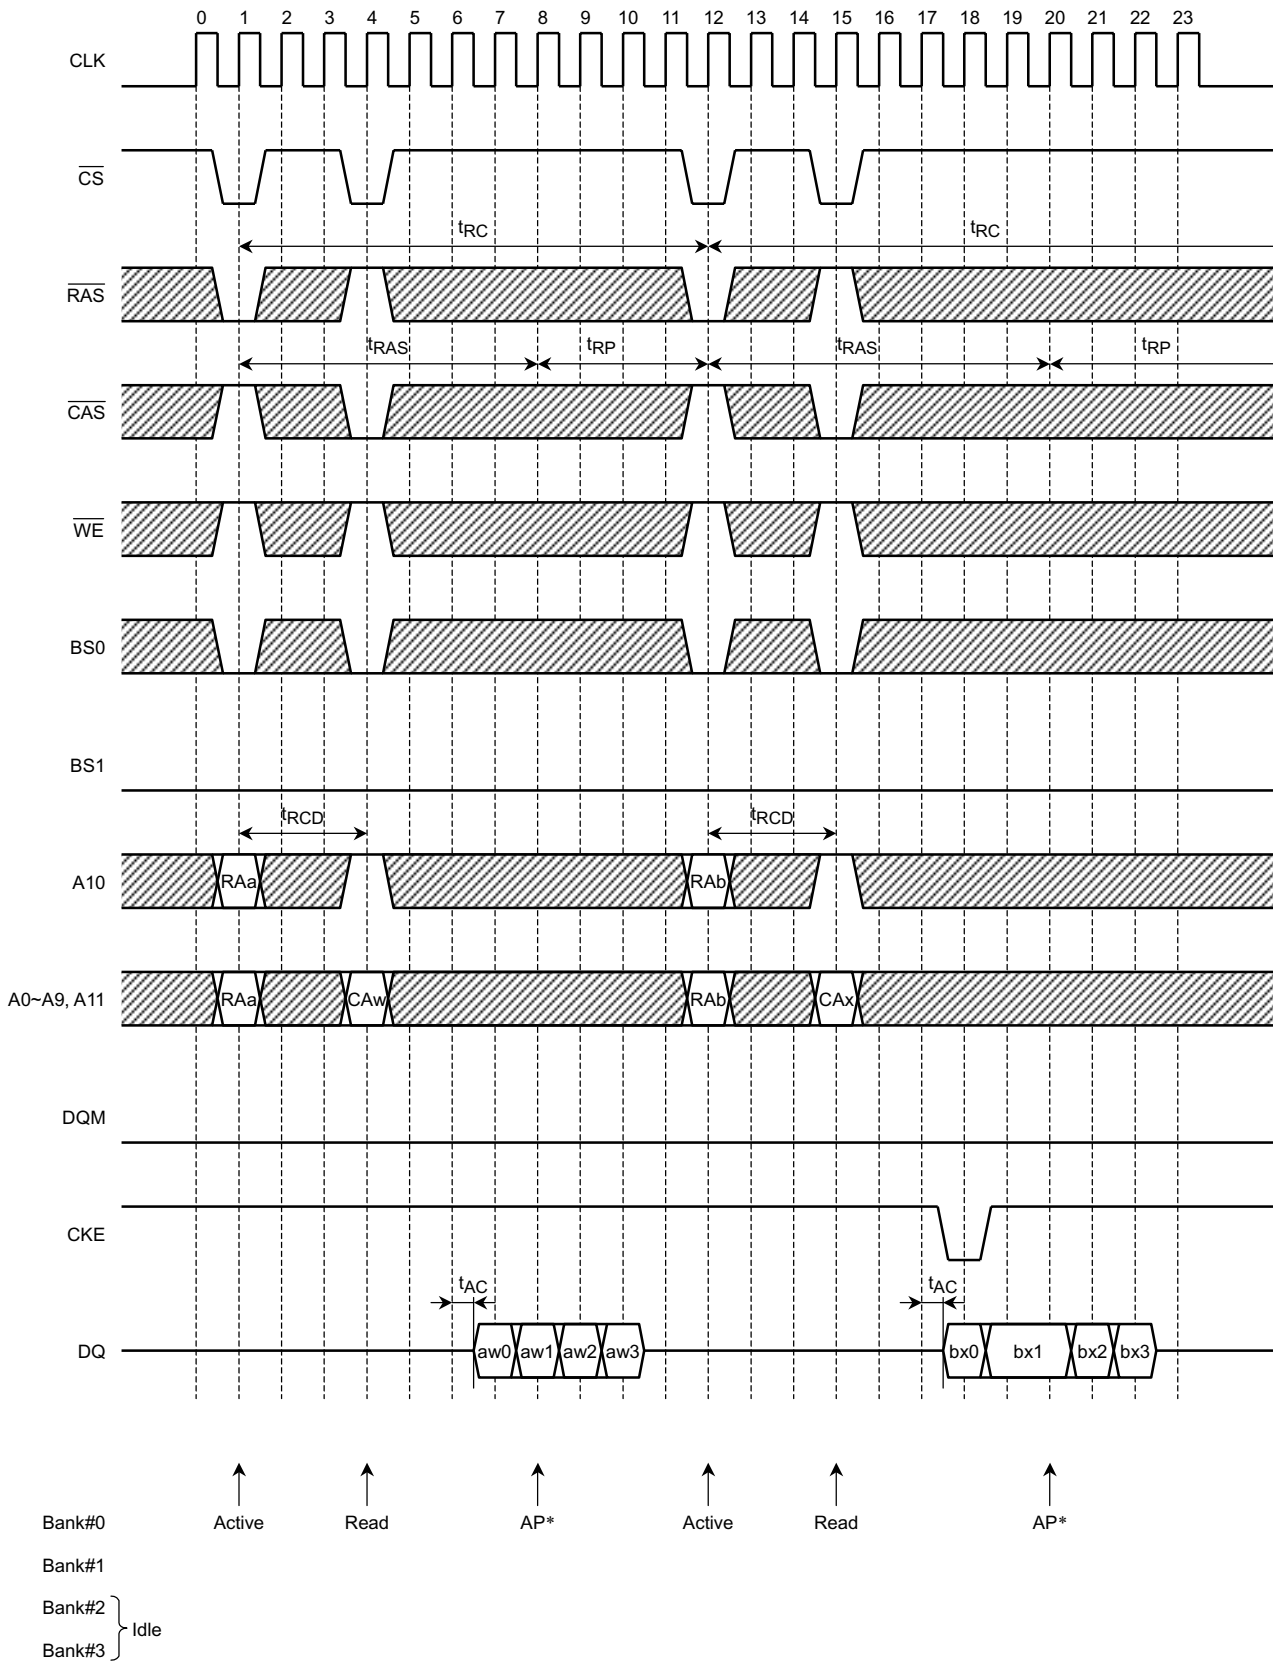 0 1 2 3 4 5 6 7 8 9 10 11 12 13 14 15 16 17 18 19 20 21 22 23
CLK
CS
tRC tRC
RAS
tRAS tRP tRAS tRP
CAS
WE
BS0
BS1
tRCD tRCD
A10 RAa RAb
A0~A9, A11 RAa CAw RAb CAx
DQM
CKE
tAC tAC
DQ aw0 aw1 aw2 aw3 bx0 bx1 bx2 bx3
Bank#0 Active Read AP* Active Read AP*
Bank#1
Bank#2
Idle
Bank#3